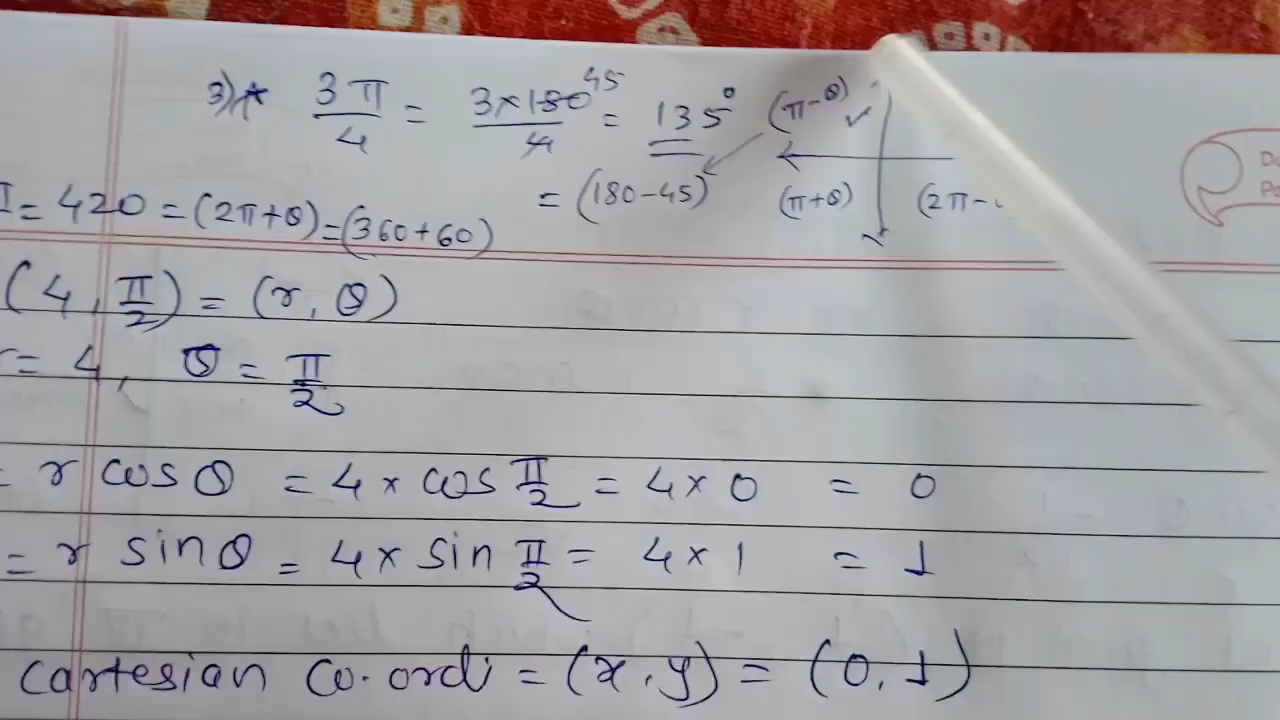 3) 3π/4 = 3×180/4 45 = 135° (π-θ) ✓
= (180-45) (π+θ) (2π-
= 420 = (2π+θ) = (360+60)
(4, π/2) = (r, θ)
r = 4, θ = π/2
= r cos θ = 4 × cos π/2 = 4 × 0 = 0
= r sin θ = 4 × sin π/2 = 4 × 1 = 1
Cartesian Co.ordi = (x, y) = (0, 1)